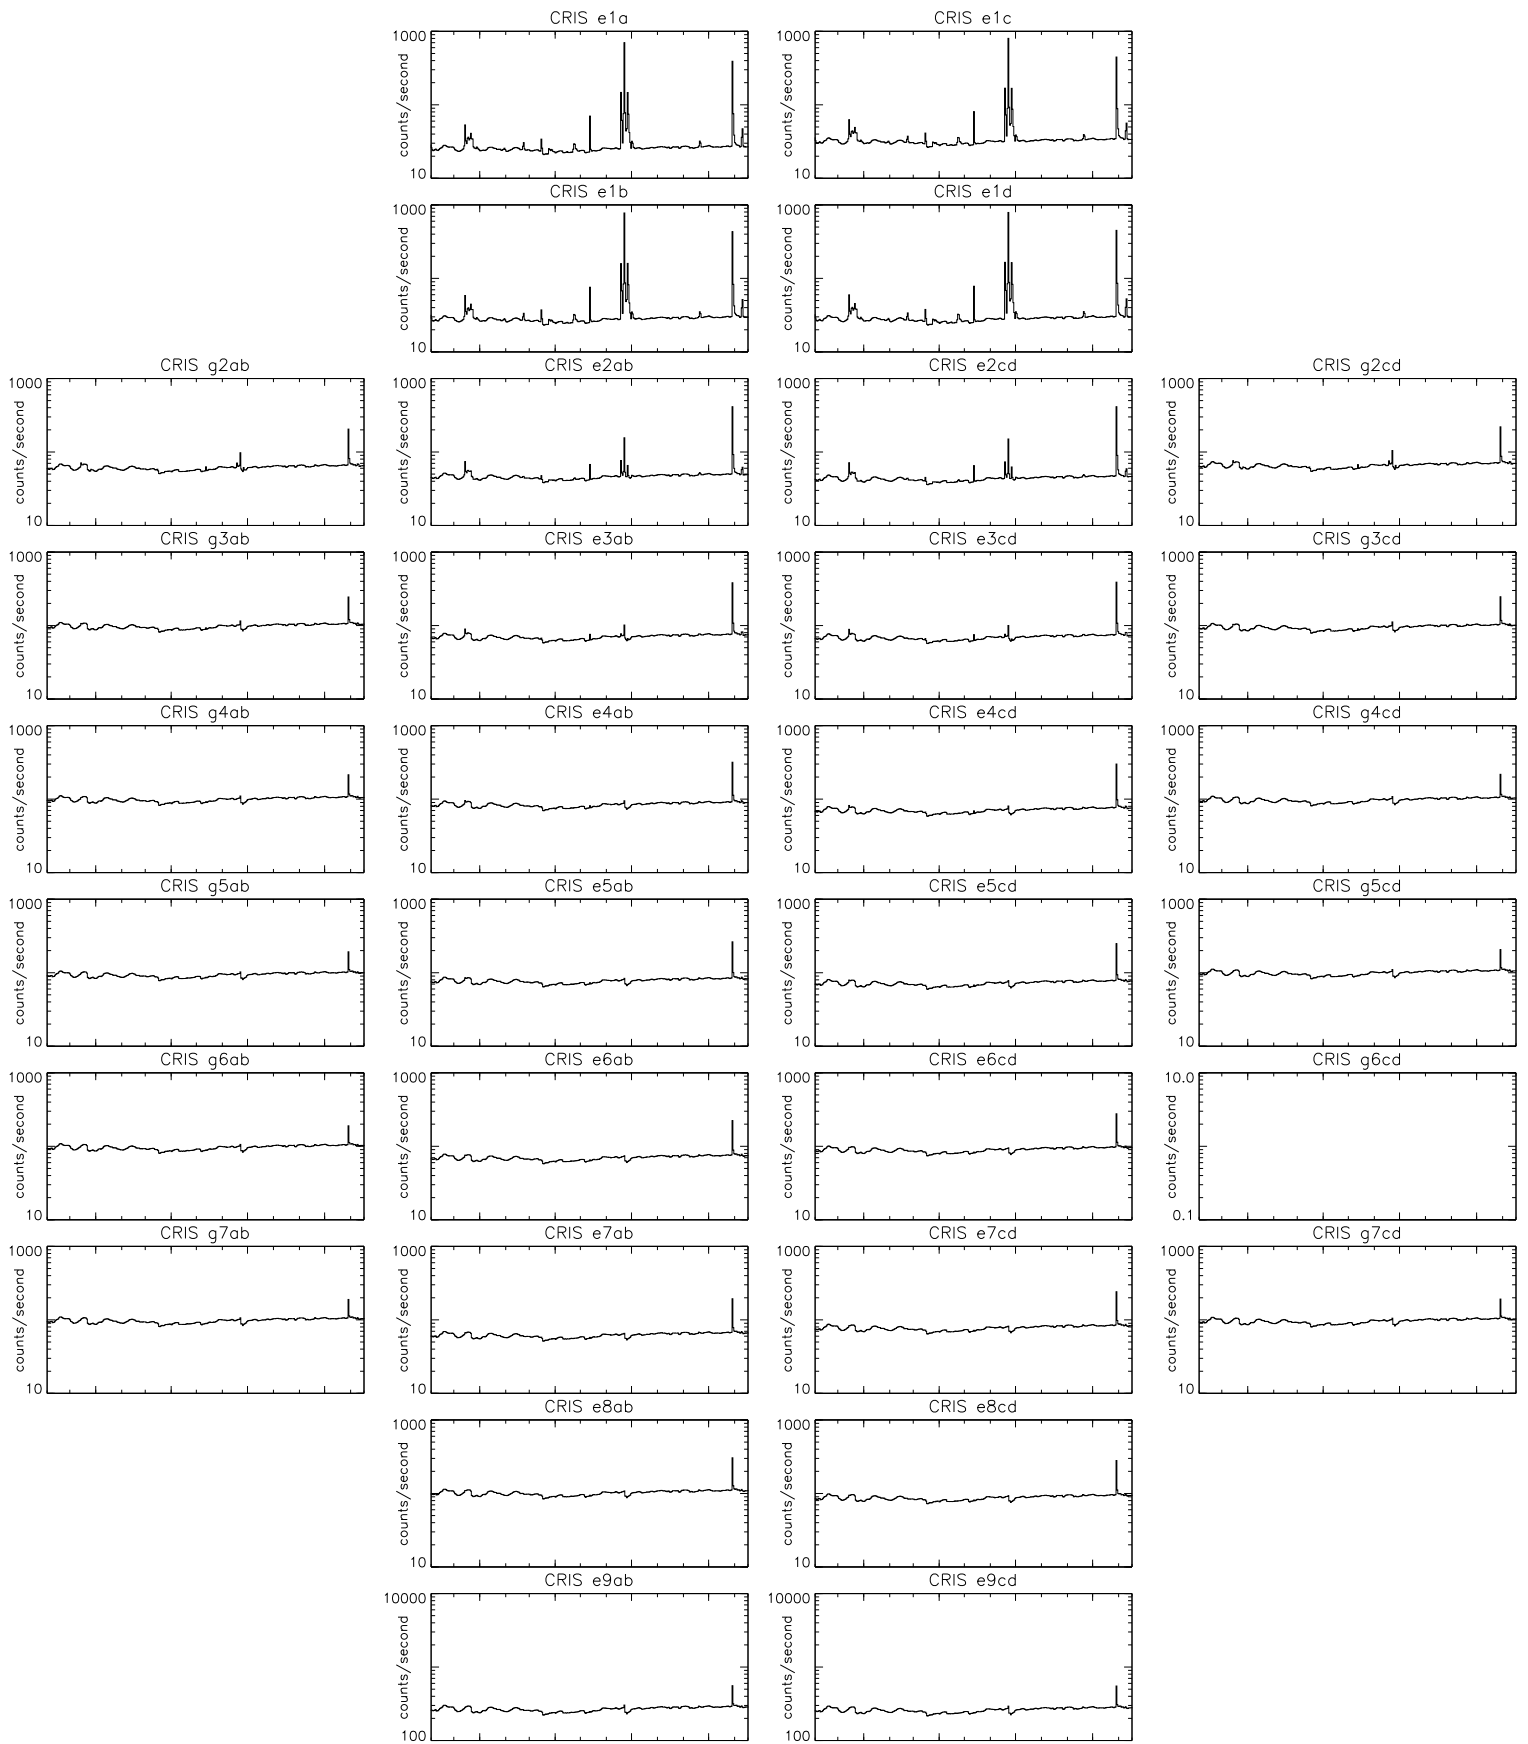 CRIS e1a
1000
counts/second
10
CRIS e1c
1000
counts/second
10
CRIS e1b
1000
counts/second
10
CRIS e1d
1000
counts/second
10
CRIS g2ab
1000
counts/second
10
CRIS e2ab
1000
counts/second
10
CRIS e2cd
1000
counts/second
10
CRIS g2cd
1000
counts/second
10
CRIS g3ab
1000
counts/second
10
CRIS e3ab
1000
counts/second
10
CRIS e3cd
1000
counts/second
10
CRIS g3cd
1000
counts/second
10
CRIS g4ab
1000
counts/second
10
CRIS e4ab
1000
counts/second
10
CRIS e4cd
1000
counts/second
10
CRIS g4cd
1000
counts/second
10
CRIS g5ab
1000
counts/second
10
CRIS e5ab
1000
counts/second
10
CRIS e5cd
1000
counts/second
10
CRIS g5cd
1000
counts/second
10
CRIS g6ab
1000
counts/second
10
CRIS e6ab
1000
counts/second
10
CRIS e6cd
1000
counts/second
10
CRIS g6cd
10.0
counts/second
0.1
CRIS g7ab
1000
counts/second
10
CRIS e7ab
1000
counts/second
10
CRIS e7cd
1000
counts/second
10
CRIS g7cd
1000
counts/second
10
CRIS e8ab
1000
counts/second
10
CRIS e8cd
1000
counts/second
10
CRIS e9ab
10000
counts/second
100
CRIS e9cd
10000
counts/second
100